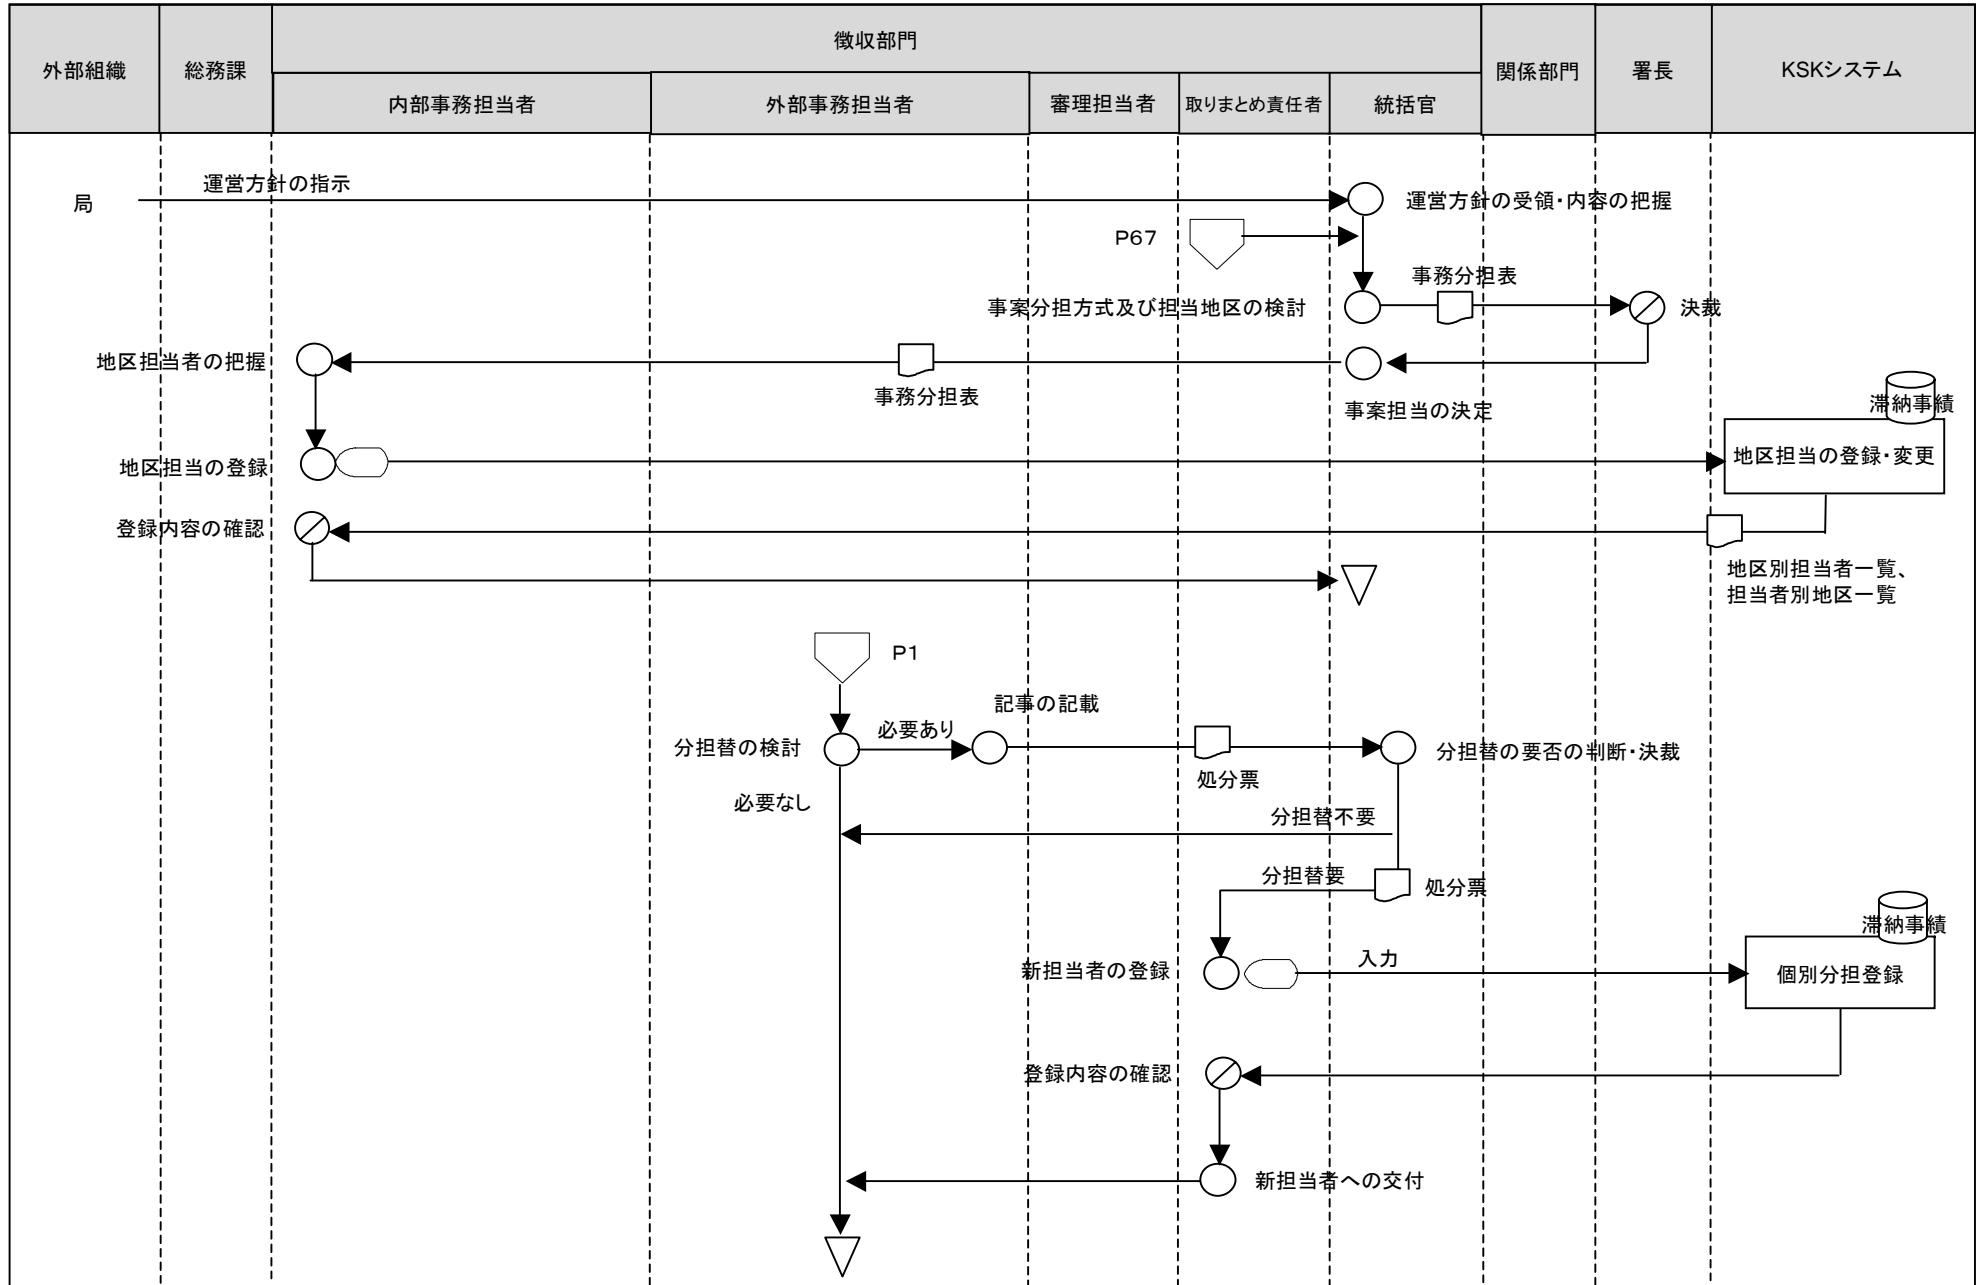 外部組織
総務課
徴収部門
関係部門
署長
KSKシステム
内部事務担当者
外部事務担当者
審理担当者
取りまとめ責任者
統括官
局
運営方針の指示
運営方針の受領・内容の把握
P67
事務分担表
事案分担方式及び担当地区の検討
決裁
地区担当者の把握
事務分担表
事案担当の決定
滞納事績
地区担当の登録
地区担当の登録・変更
登録内容の確認
地区別担当者一覧、
担当者別地区一覧
P1
記事の記載
必要あり
分担替の検討
処分票
分担替の要否の判断・決裁
必要なし
分担替不要
分担替要
処分票
滞納事績
新担当者の登録
入力
個別分担登録
登録内容の確認
新担当者への交付